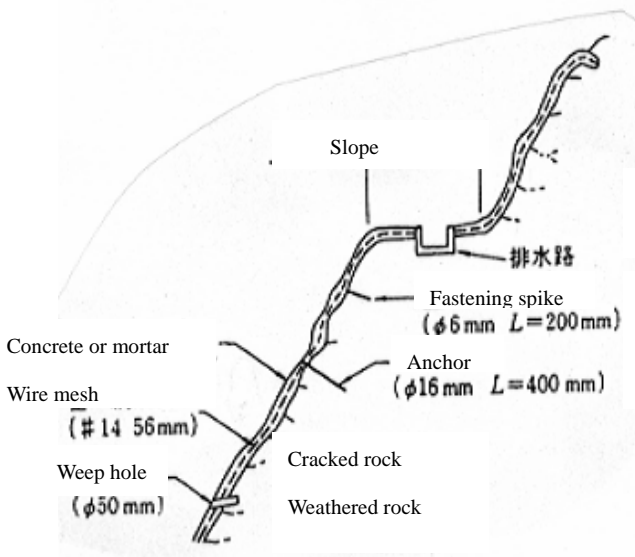 Slope
排水路
Fastening spike
(φ6mm L=200mm)
Concrete or mortar
Anchor
(φ16mm L=400mm)
Wire mesh
(#14 56mm)
Cracked rock
Weep hole
(φ50mm)
Weathered rock